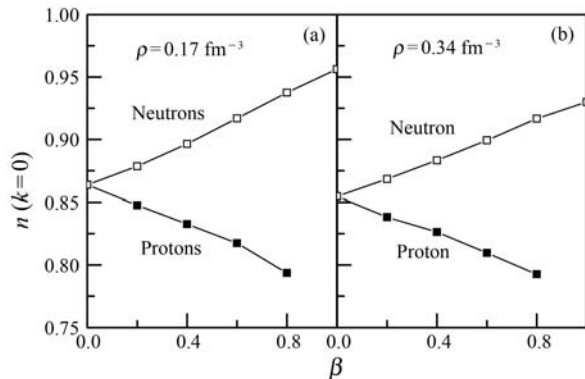 1.00
(a)
(b)
ρ=0.17 fm⁻³
ρ=0.34 fm⁻³
0.95
Neutrons
Neutron
0.90
n (k=0)
0.85
Protons
Proton
0.80
0.75
0.0 0.4 0.8 0.0 0.4 0.8
β